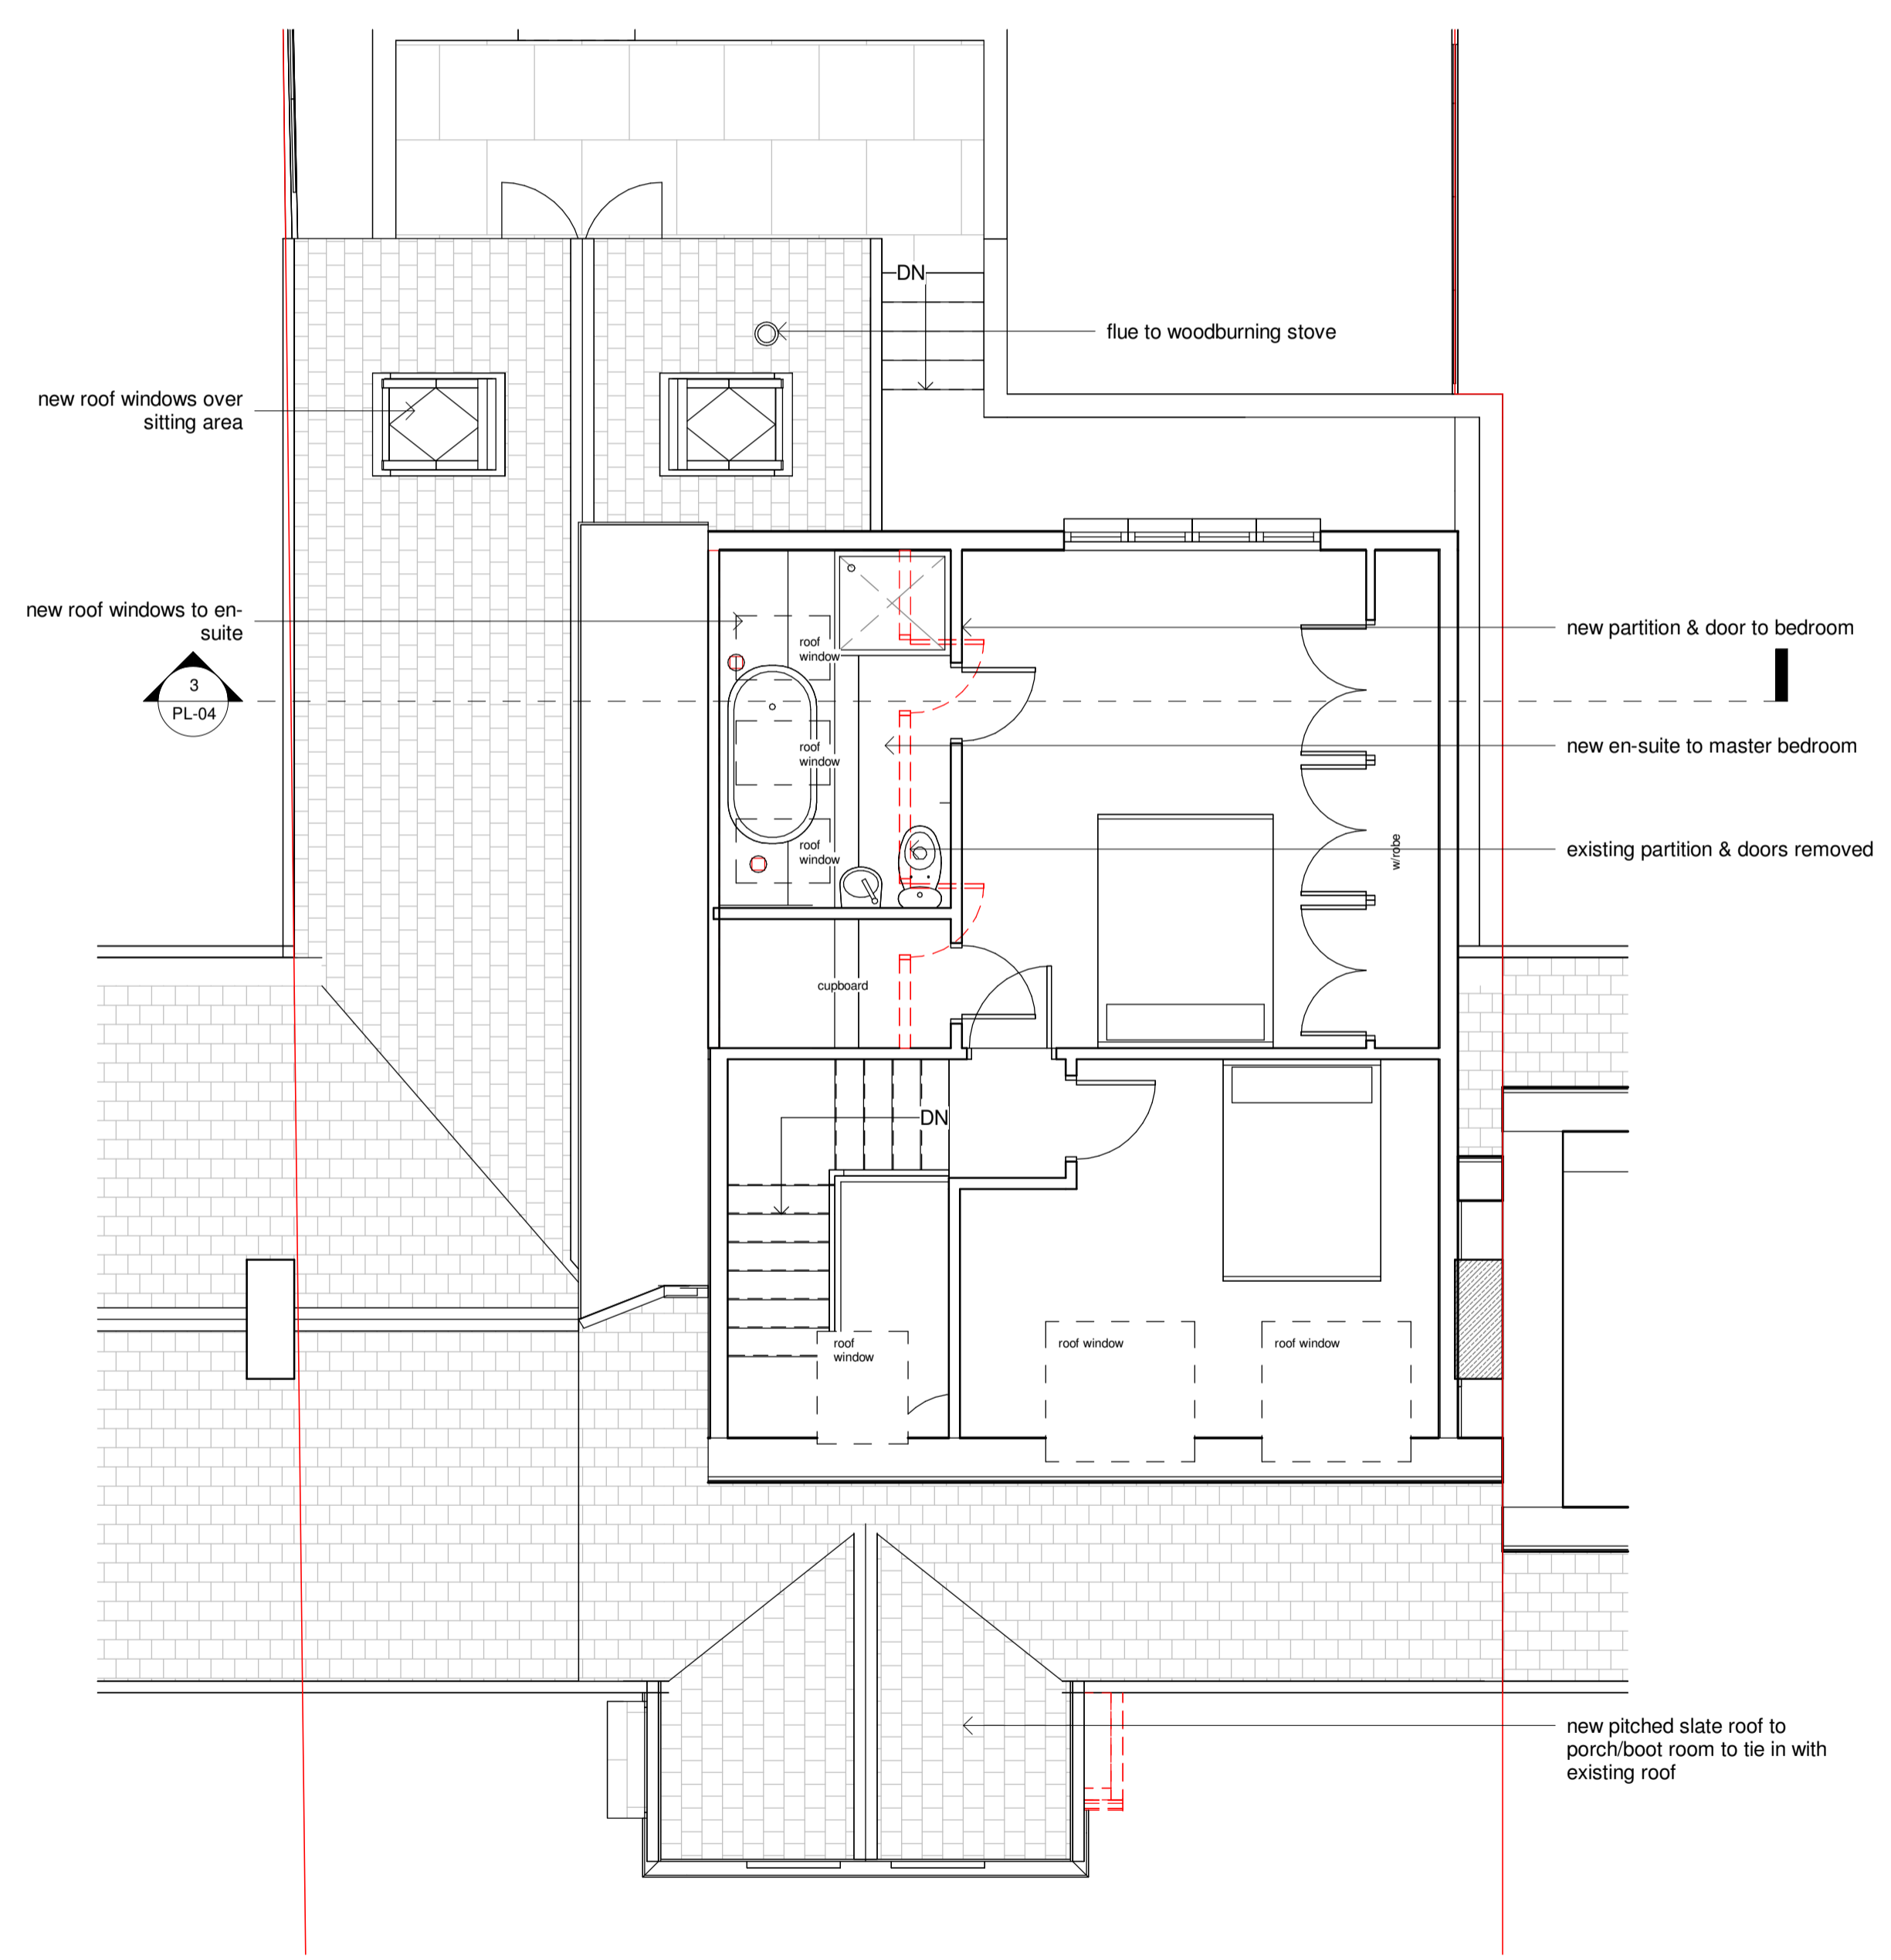 DN
flue to woodburning stove
new roof windows over
sitting area
new roof windows to en-
suite
roof
window
new partition & door to bedroom
3
PL-04
roof
window
new en-suite to master bedroom
roof
window
w/robe
existing partition & doors removed
cupboard
DN
roof
window
roof window
roof window
new pitched slate roof to
porch/boot room to tie in with
existing roof